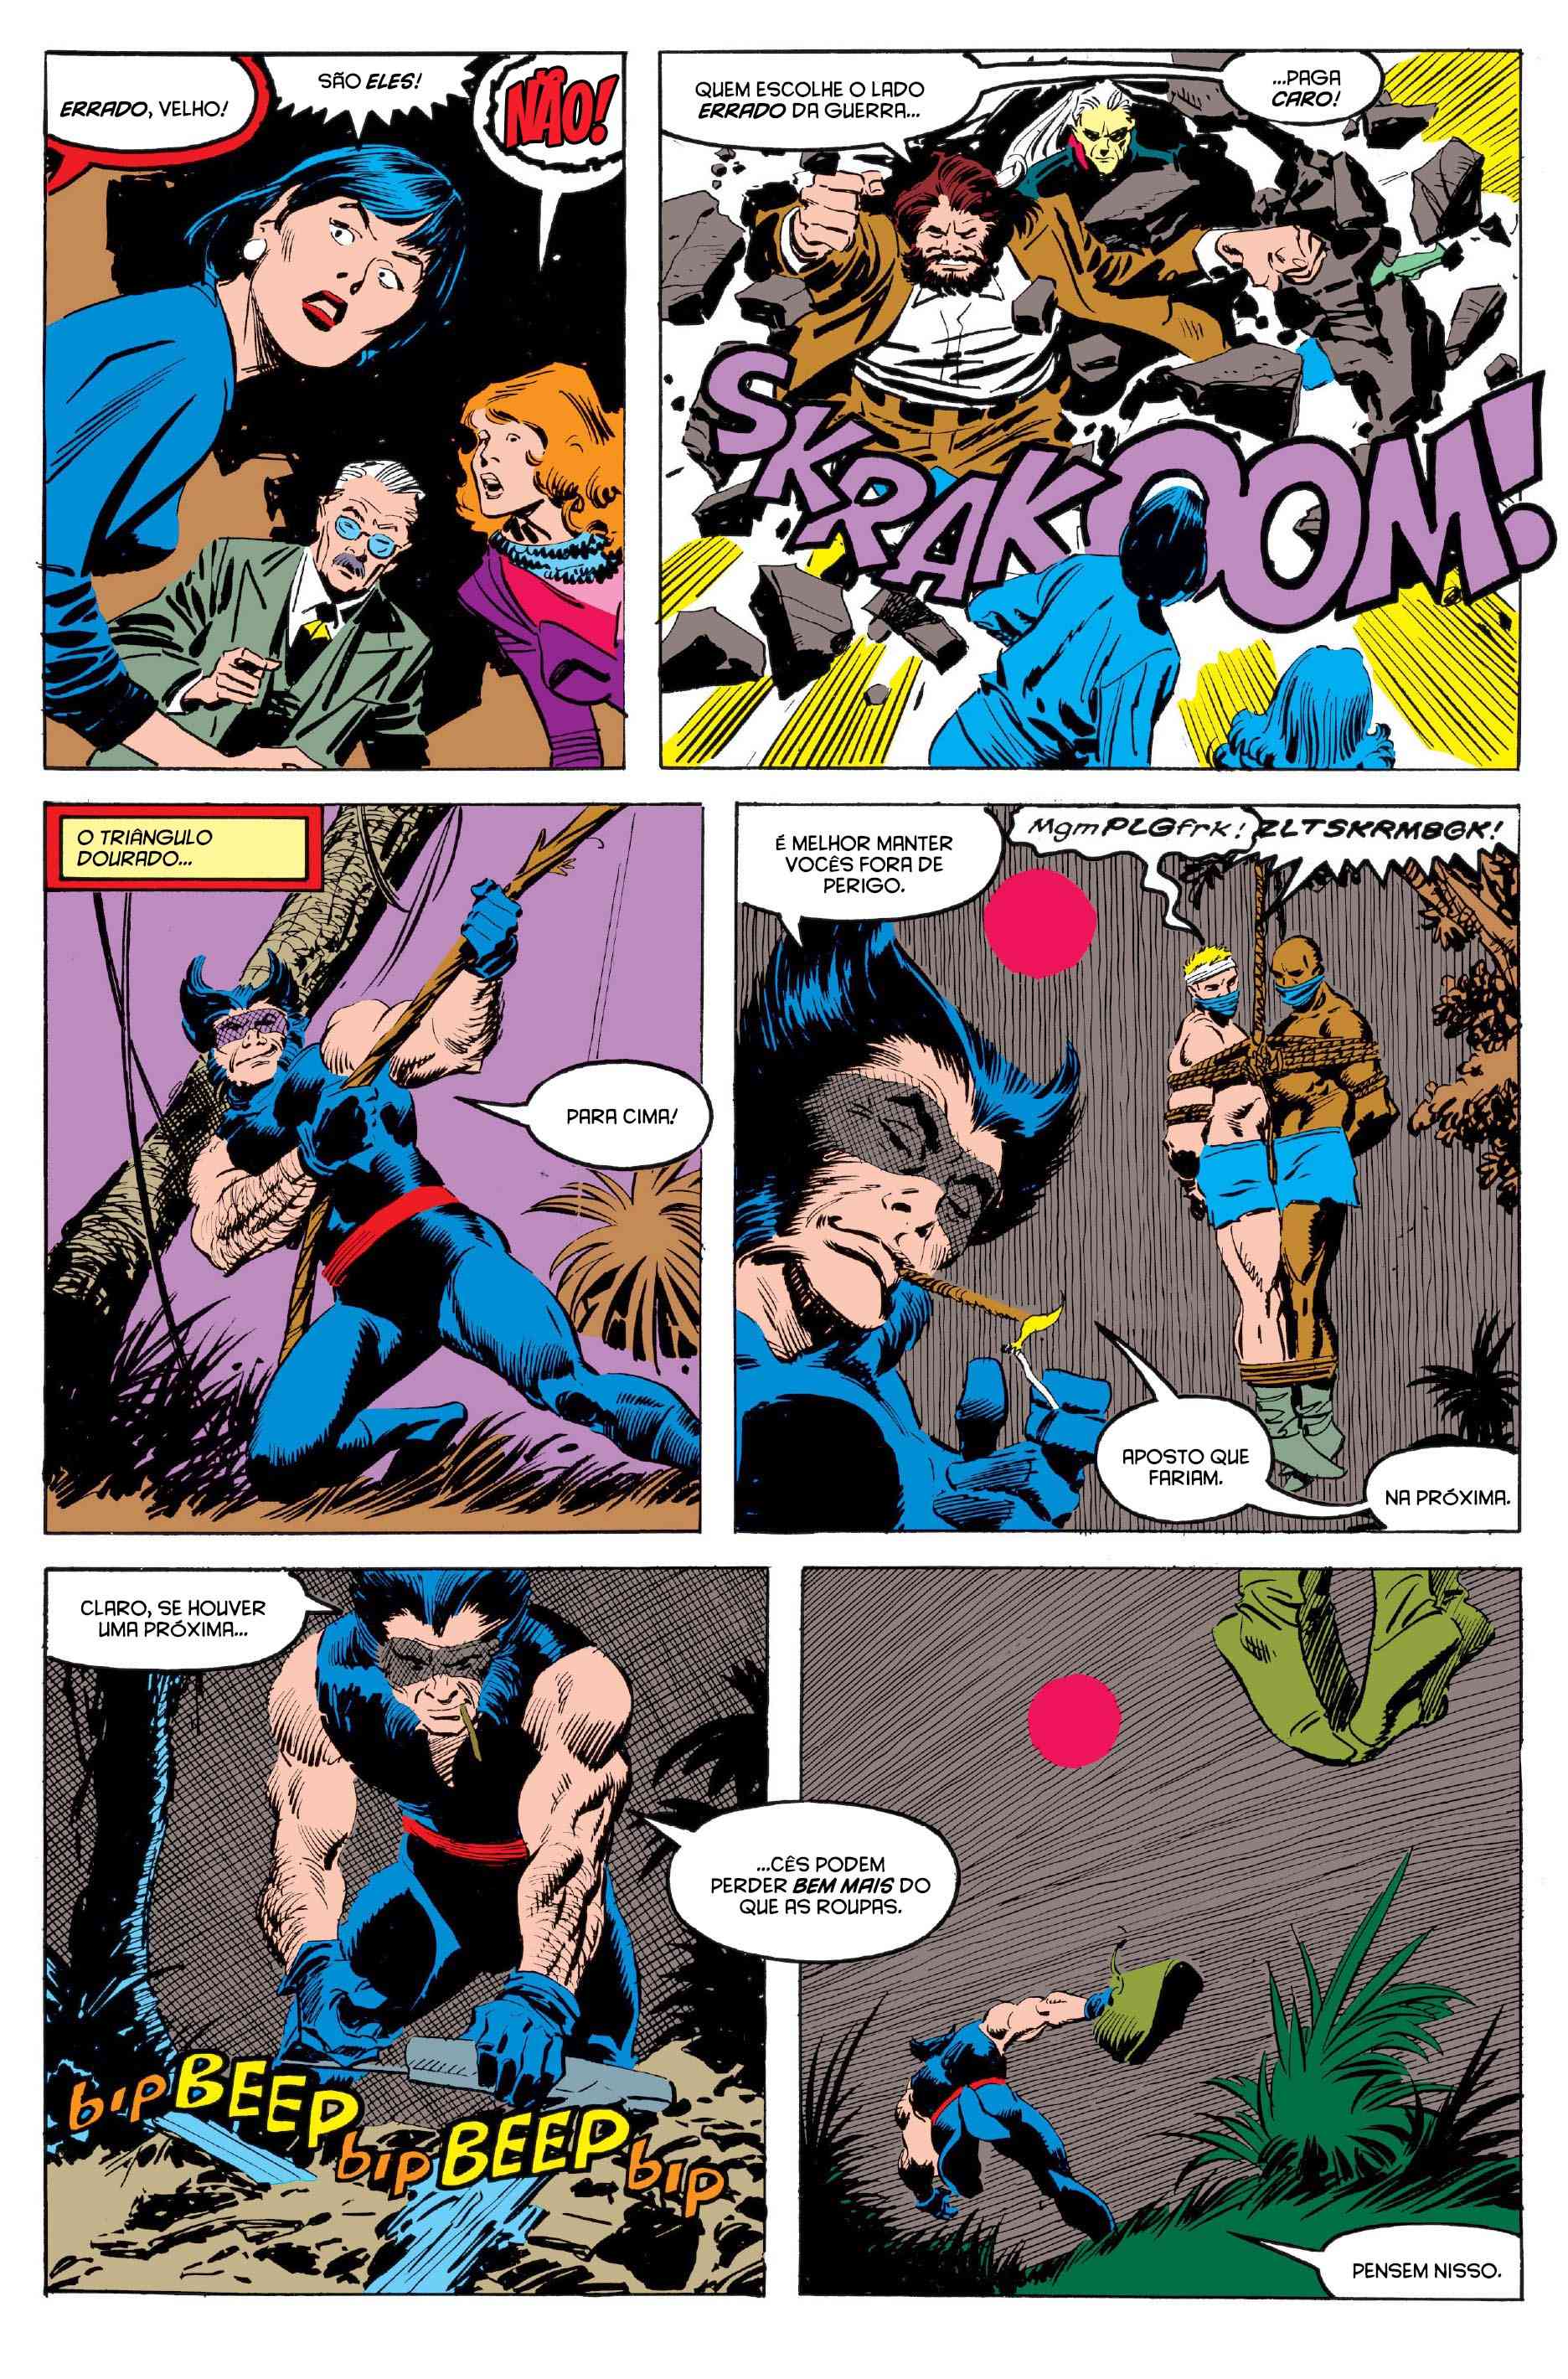 ERRADO, VELHO!
SÃO ELES!
NÃO!
QUEM ESCOLHE O LADO
ERRADO DA GUERRA...
...PAGA
CARO!
SKRAKOOM!
O TRIÂNGULO
DOURADO...
PARA CIMA!
É MELHOR MANTER
VOCÊS FORA DE
PERIGO.
MgmPLGfrk!
ZLTSKRMBGK!
APOSTO QUE
FARIAM.
NA PRÓXIMA.
CLARO, SE HOUVER
UMA PRÓXIMA...
...CÊS PODEM
PERDER BEM MAIS DO
QUE AS ROUPAS.
bip BEEP bip BEEP bip
PENSEM NISSO.